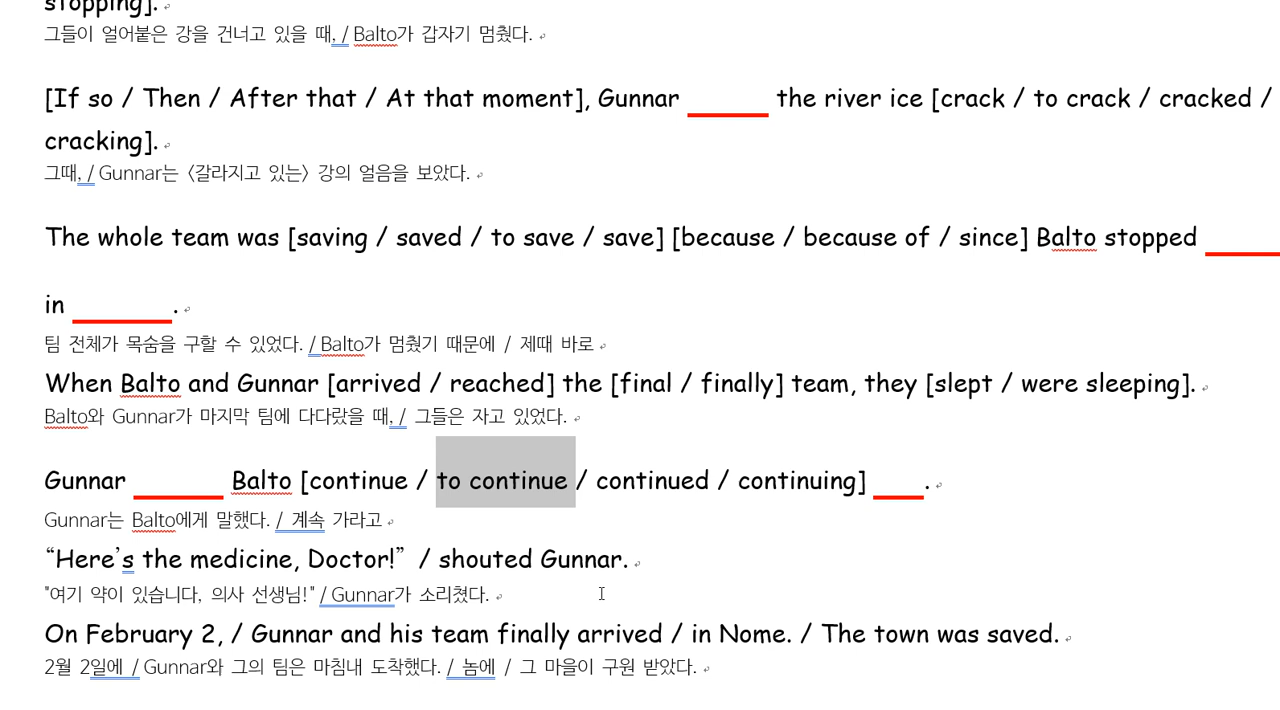 stopping].
그들이 얼어붙은 강을 건너고 있을 때, / Balto가 갑자기 멈췄다.
[If so / Then / After that / At that moment], Gunnar ______ the river ice [crack / to crack / cracked /
cracking].
그때, / Gunnar는 <갈라지고 있는> 강의 얼음을 보았다.
The whole team was [saving / saved / to save / save] [because / because of / since] Balto stopped ______
in ______.
팀 전체가 목숨을 구할 수 있었다. / Balto가 멈췄기 때문에 / 제때 바로
When Balto and Gunnar [arrived / reached] the [final / finally] team, they [slept / were sleeping].
Balto와 Gunnar가 마지막 팀에 다다랐을 때, / 그들은 자고 있었다.
Gunnar ______ Balto [continue / to continue / continued / continuing] ____.
Gunnar는 Balto에게 말했다. / 계속 가라고
“Here’s the medicine, Doctor!” / shouted Gunnar.
"여기 약이 있습니다, 의사 선생님!" / Gunnar가 소리쳤다.
On February 2, / Gunnar and his team finally arrived / in Nome. / The town was saved.
2월 2일에 / Gunnar와 그의 팀은 마침내 도착했다. / 놈에 / 그 마을이 구원 받았다.